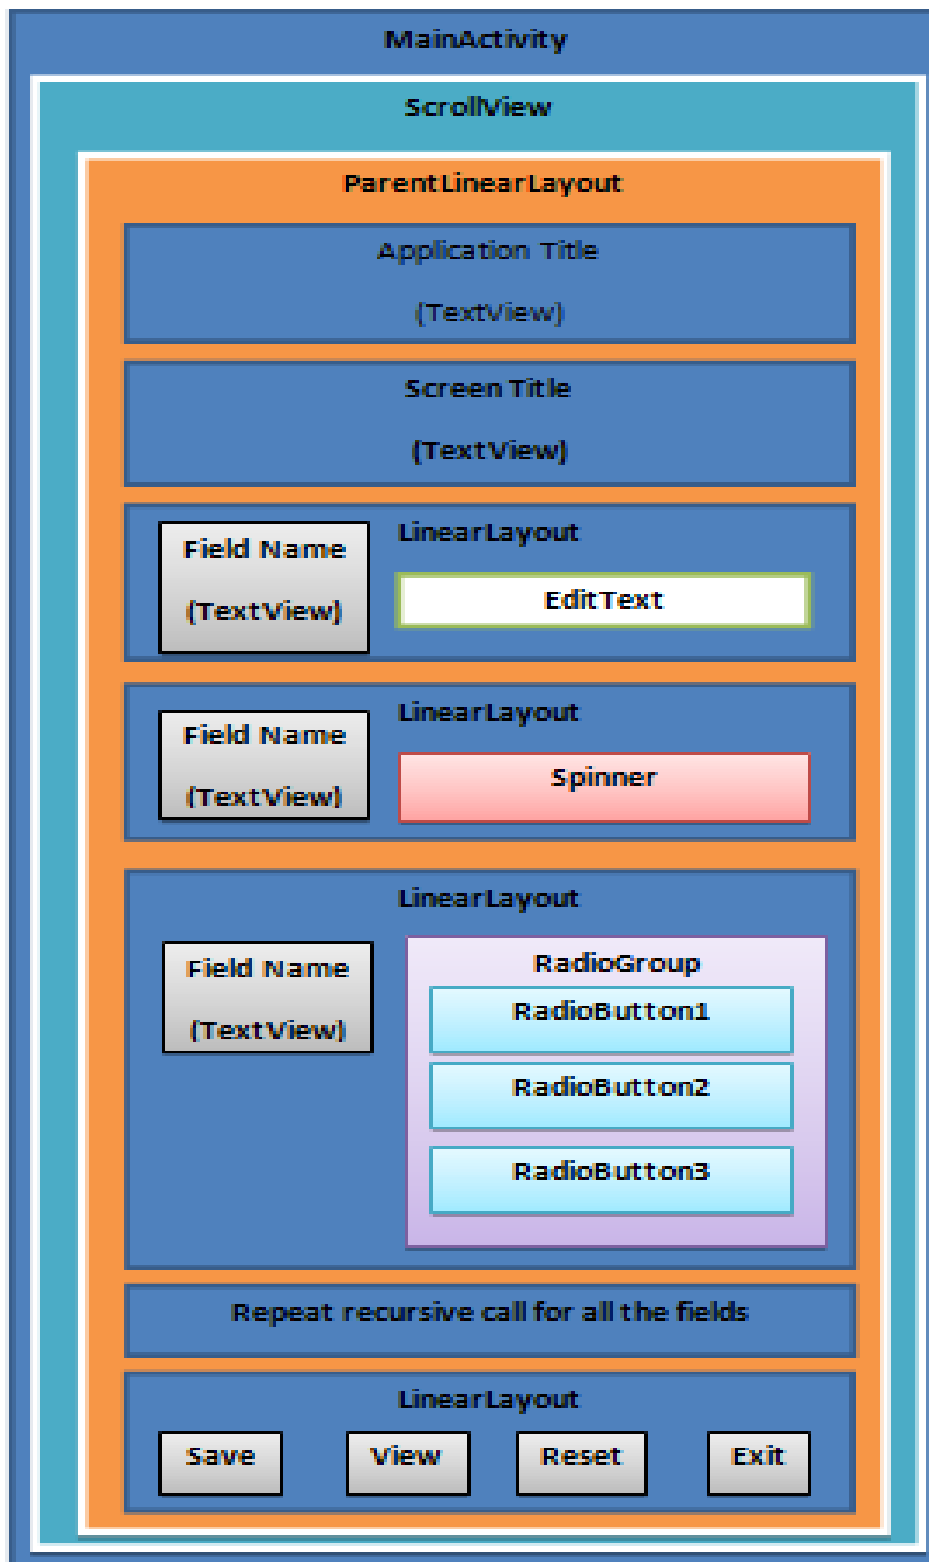 MainActivity
ScrollView
ParentLinearLayout
Application Title
(TextView)
Screen Title
(TextView)
LinearLayout
Field Name
(TextView)
EditText
LinearLayout
Field Name
(TextView)
Spinner
LinearLayout
Field Name
(TextView)
RadioGroup
RadioButton1
RadioButton2
RadioButton3
Repeat recursive call for all the fields
LinearLayout
Save View Reset Exit